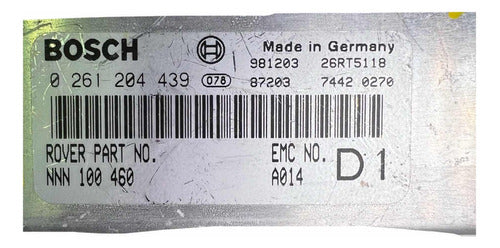 BOSCH Made in Germany
981203 26RT5118
0 261 204 439 078 87203 7442 0270
ROVER PART NO. EMC NO. D1
NNN 100 460 A014